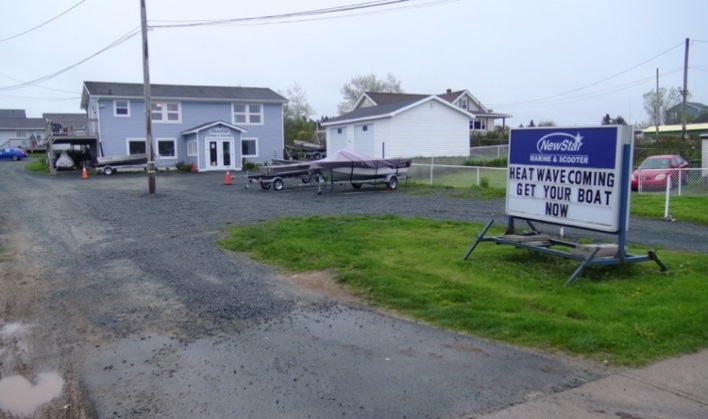 NewStar
MARINE & SCOOTER
HEAT WAVE COMING
GET YOUR BOAT
NOW